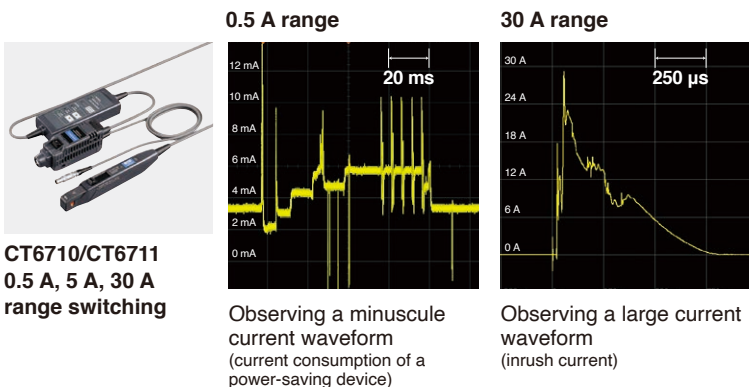 0.5 A range
30 A range
12 mA
10 mA
8 mA
6 mA
4 mA
2 mA
0 mA
20 ms
30 A
24 A
18 A
12 A
6 A
0 A
250 µs
CT6710/CT6711
0.5 A, 5 A, 30 A
range switching
Observing a minuscule
current waveform
(current consumption of a
power-saving device)
Observing a large current
waveform
(inrush current)